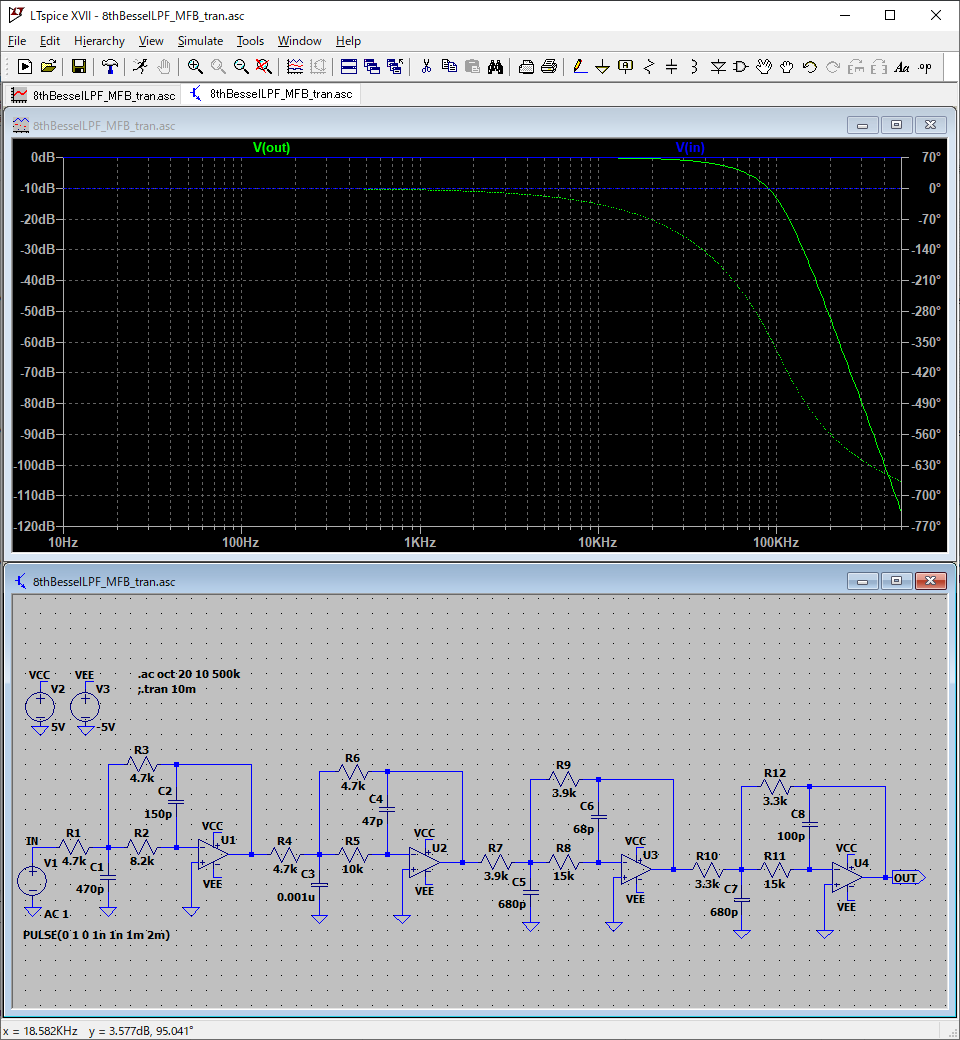 LTspice XVII - 8thBesselLPF_MFB_tran.asc
File Edit Hierarchy View Simulate Tools Window Help
8thBesselLPF_MFB_tran.asc 8thBesselLPF_MFB_tran.asc
8thBesselLPF_MFB_tran.asc
V(out) V(in)
0dB 70°
-10dB 0°
-20dB -70°
-30dB -140°
-40dB -210°
-50dB -280°
-60dB -350°
-70dB -420°
-80dB -490°
-90dB -560°
-100dB -630°
-110dB -700°
-120dB -770°
10Hz 100Hz 1KHz 10KHz 100KHz
8thBesselLPF_MFB_tran.asc
VCC VEE .ac oct 20 10 500k
V2 V3 ;.tran 10m
5V -5V
R3 R6 R9 R12
4.7k 4.7k 3.9k 3.3k
C2 C4 C6 C8
150p 47p 68p 100p
VCC VCC VCC VCC
IN R1 R2 U1 R4 R5 U2 R7 R8 U3 R10 R11 U4
4.7k 8.2k 4.7k 10k 3.9k 15k 3.3k 15k
V1 C1 C3 C5 C7 OUT
470p 0.001u 680p 680p
VEE VEE VEE VEE
AC 1
PULSE(0 1 0 1n 1n 1m 2m)
x = 18.582KHz y = 3.577dB, 95.041°